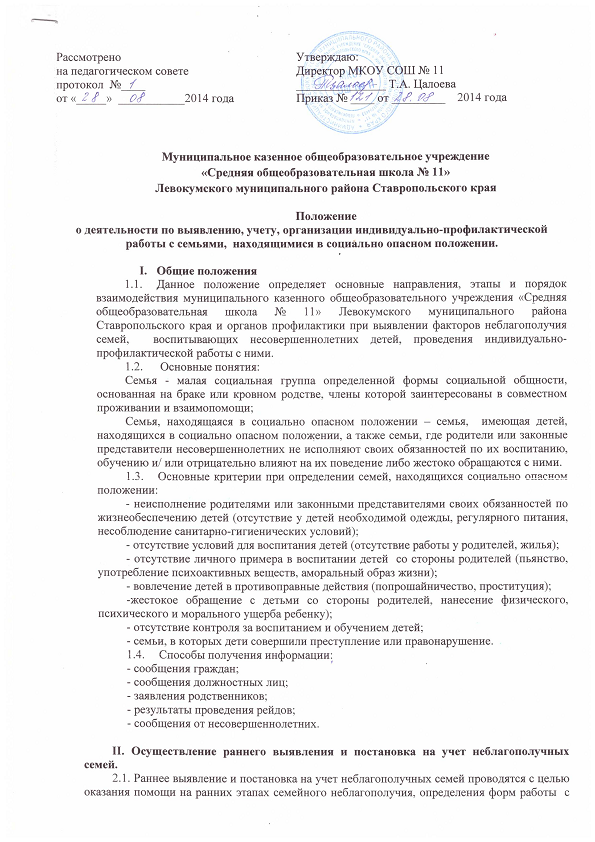 Рассмотрено
на педагогическом совете
протокол № 1
от « 28 » 08 2014 года
Утверждаю:
Директор МКОУ СОШ № 11
Т.А. Цалоева
Приказ № 121 от 28.08 2014 года
Муниципальное казенное общеобразовательное учреждение
«Средняя общеобразовательная школа № 11»
Левокумского муниципального района Ставропольского края
Положение
о деятельности по выявлению, учету, организации индивидуально-профилактической
работы с семьями, находящимися в социально опасном положении.
I. Общие положения
1.1. Данное положение определяет основные направления, этапы и порядок
взаимодействия муниципального казенного общеобразовательного учреждения «Средняя
общеобразовательная школа № 11» Левокумского муниципального района
Ставропольского края и органов профилактики при выявлении факторов неблагополучия
семей, воспитывающих несовершеннолетних детей, проведения индивидуально-
профилактической работы с ними.
1.2. Основные понятия:
Семья - малая социальная группа определенной формы социальной общности,
основанная на браке или кровном родстве, члены которой заинтересованы в совместном
проживании и взаимопомощи;
Семья, находящаяся в социально опасном положении – семья, имеющая детей,
находящихся в социально опасном положении, а также семьи, где родители или законные
представители несовершеннолетних не исполняют своих обязанностей по их воспитанию,
обучению и/ или отрицательно влияют на их поведение либо жестоко обращаются с ними.
1.3. Основные критерии при определении семей, находящихся социально опасном
положении:
- неисполнение родителями или законными представителями своих обязанностей по
жизнеобеспечению детей (отсутствие у детей необходимой одежды, регулярного питания,
несоблюдение санитарно-гигиенических условий);
- отсутствие условий для воспитания детей (отсутствие работы у родителей, жилья);
- отсутствие личного примера в воспитании детей со стороны родителей (пьянство,
употребление психоактивных веществ, аморальный образ жизни);
- вовлечение детей в противоправные действия (попрошайничество, проституция);
-жестокое обращение с детьми со стороны родителей, нанесение физического,
психического и морального ущерба ребенку);
- отсутствие контроля за воспитанием и обучением детей;
- семьи, в которых дети совершили преступление или правонарушение.
1.4. Способы получения информации:
- сообщения граждан;
- сообщения должностных лиц;
- заявления родственников;
- результаты проведения рейдов;
- сообщения от несовершеннолетних.
II. Осуществление раннего выявления и постановка на учет неблагополучных
семей.
2.1. Раннее выявление и постановка на учет неблагополучных семей проводятся с целью
оказания помощи на ранних этапах семейного неблагополучия, определения форм работы с